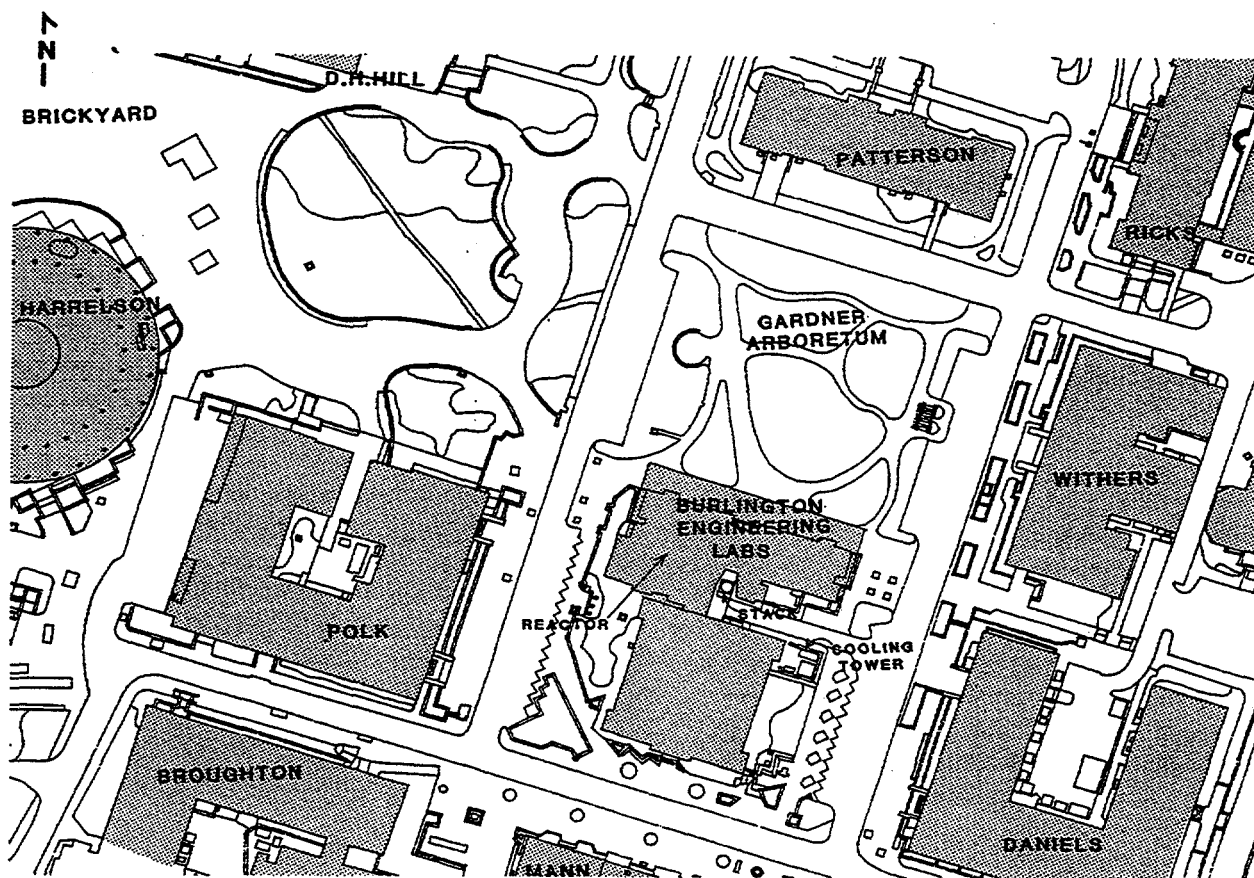 N
D.H.HILL
BRICKYARD
PATTERSON
RICKS
HARRELSON
GARDNER
ARBORETUM
WITHERS
BURLINGTON
ENGINEERING
LABS
STACK
REACTOR
POLK
COOLING
TOWER
BROUGHTON
DANIELS
MANN